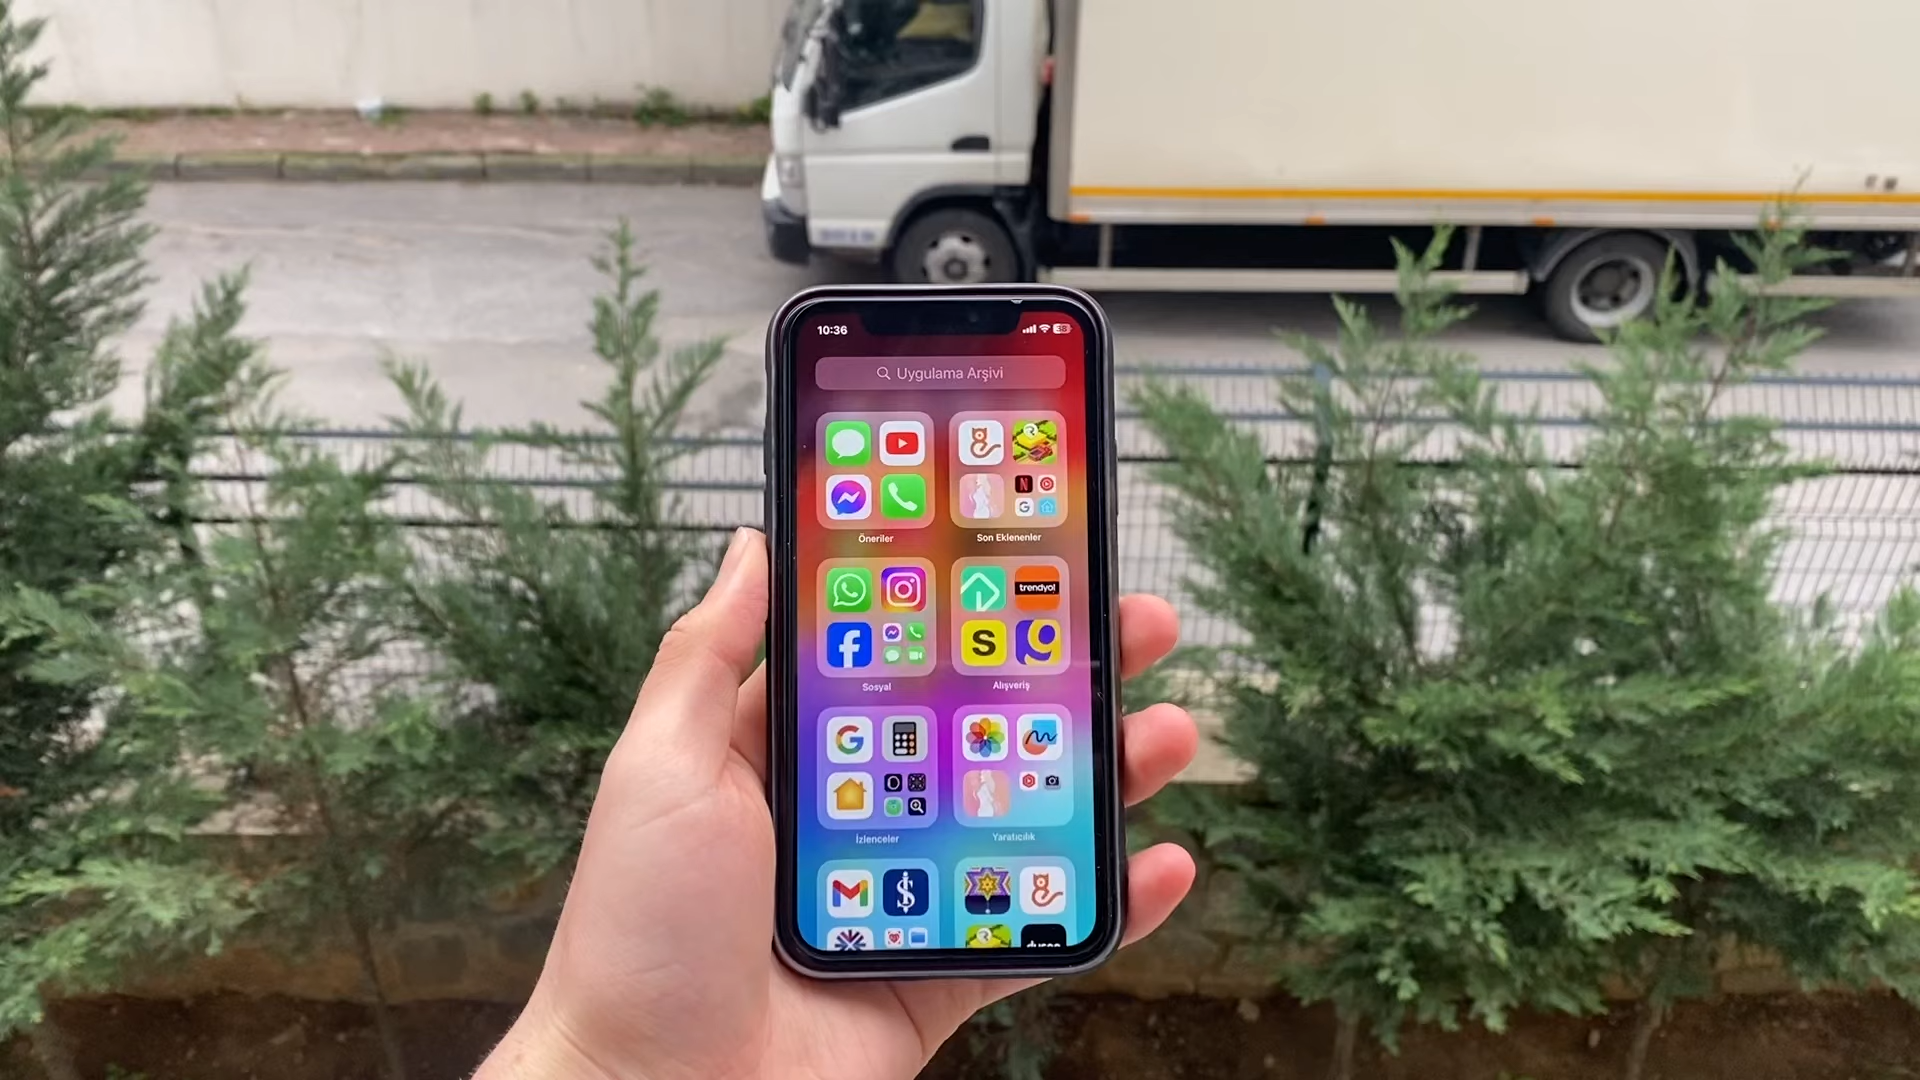 10:36
Uygulama Arşivi
Öneriler
Son Eklenenler
trendyol
S
Sosyal
Alışveriş
İzlenceler
Yaratıcılık